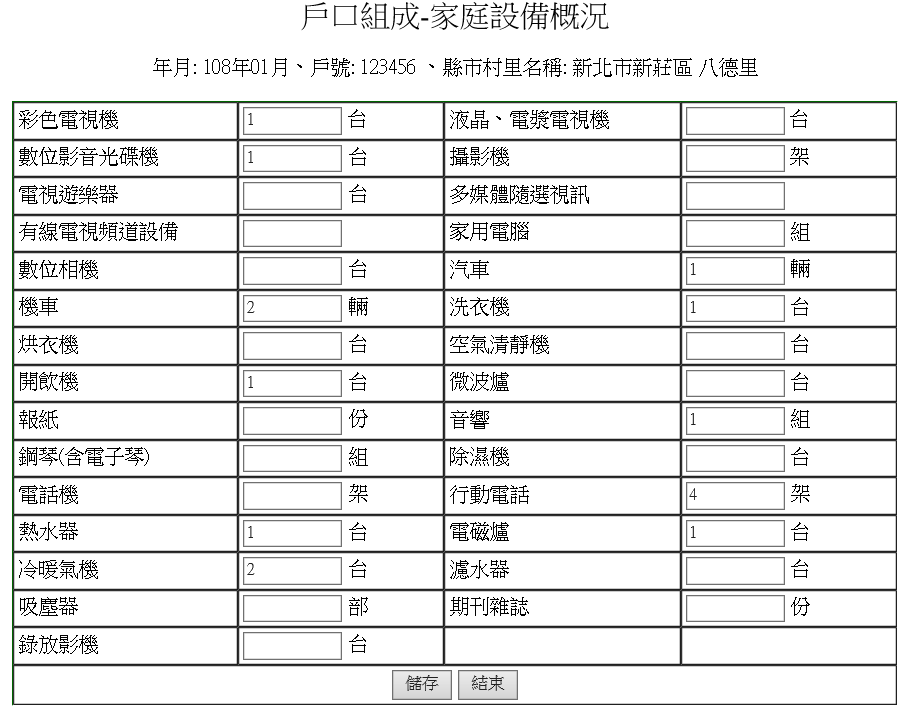 戶口組成-家庭設備概況
年月: 108年01月、戶號: 123456 、縣市村里名稱: 新北市新莊區 八德里
彩色電視機 1 台 液晶、電漿電視機 台
數位影音光碟機 1 台 攝影機 架
電視遊樂器 台 多媒體隨選視訊
有線電視頻道設備 家用電腦 組
數位相機 台 汽車 1 輛
機車 2 輛 洗衣機 1 台
烘衣機 台 空氣清靜機 台
開飲機 1 台 微波爐 台
報紙 份 音響 1 組
鋼琴(含電子琴) 組 除濕機 台
電話機 架 行動電話 4 架
熱水器 1 台 電磁爐 1 台
冷暖氣機 2 台 濾水器 台
吸塵器 部 期刊雜誌 份
錄放影機 台
儲存 結束